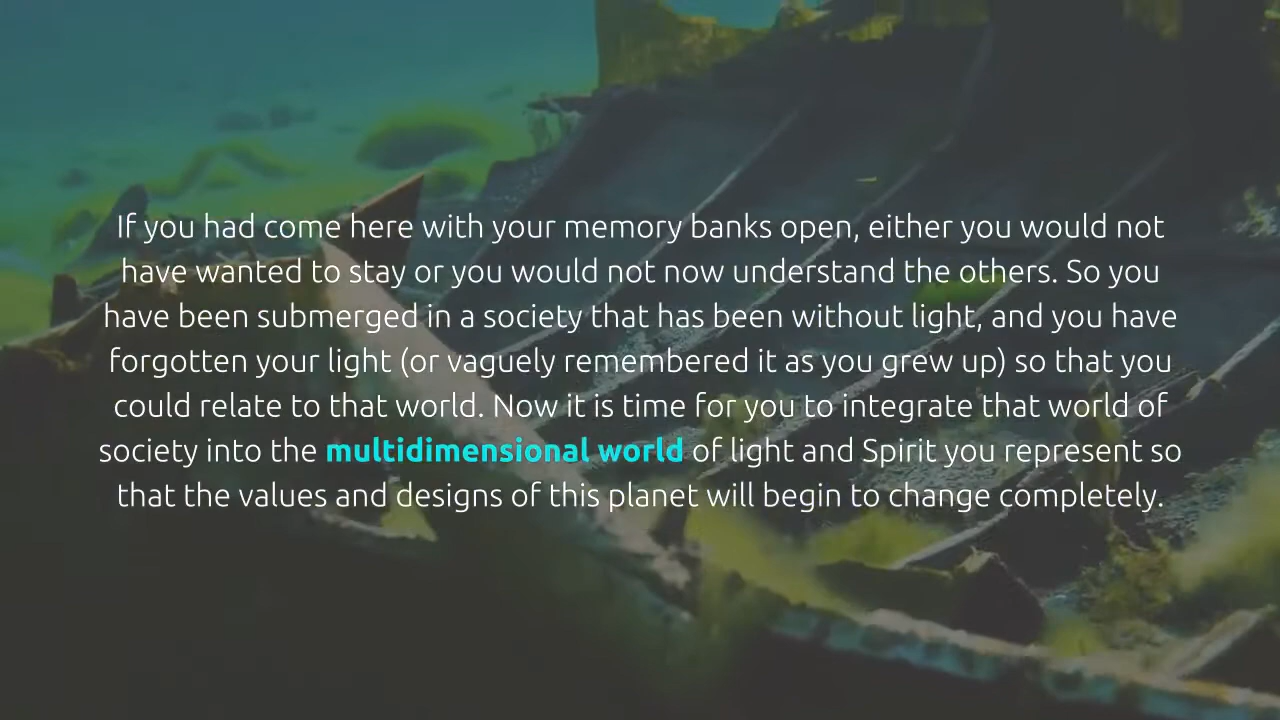 If you had come here with your memory banks open, either you would not
have wanted to stay or you would not now understand the others. So you
have been submerged in a society that has been without light, and you have
forgotten your light (or vaguely remembered it as you grew up) so that you
could relate to that world. Now it is time for you to integrate that world of
society into the multidimensional world of light and Spirit you represent so
that the values and designs of this planet will begin to change completely.